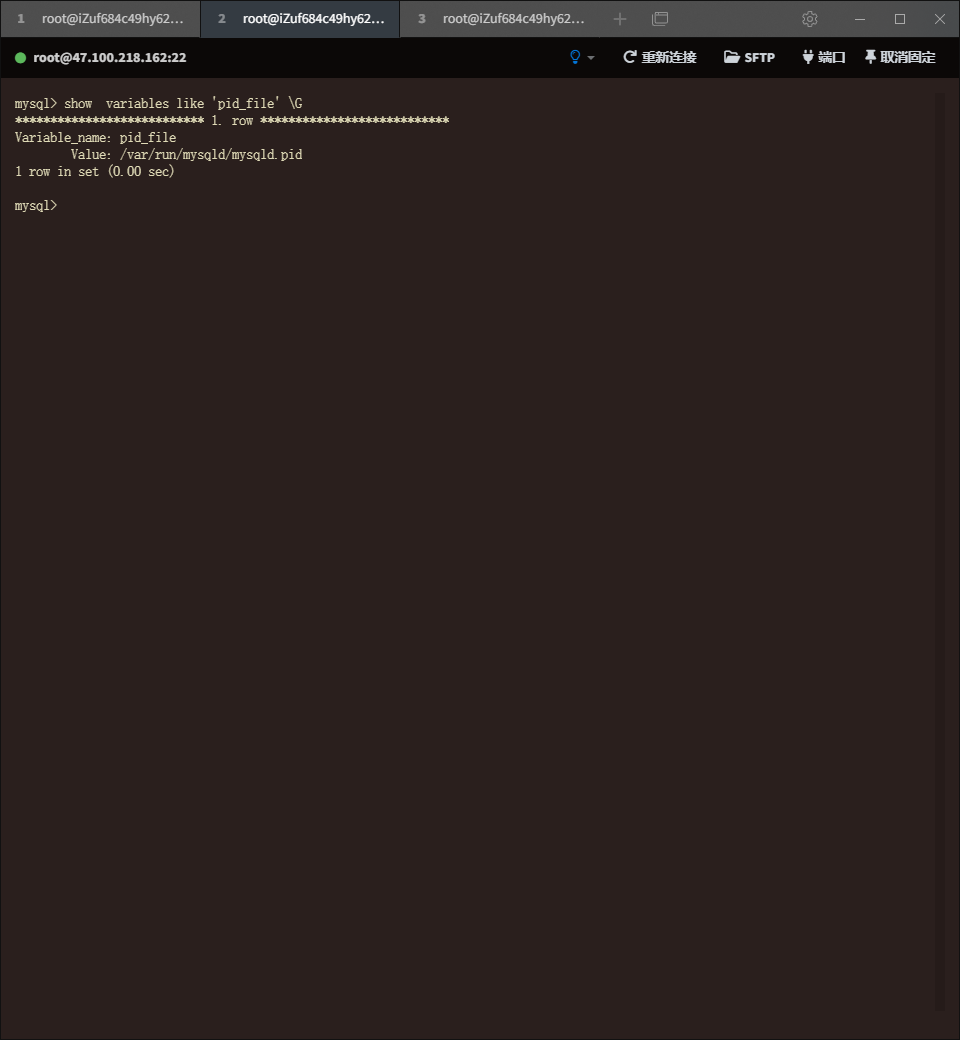 1 root@iZuf684c49hy62... 2 root@iZuf684c49hy62... 3 root@iZuf684c49hy62...
root@47.100.218.162:22 重新连接 SFTP 端口 取消固定
mysql> show  variables like 'pid_file' \G
*************************** 1. row ***************************
Variable_name: pid_file
        Value: /var/run/mysqld/mysqld.pid
1 row in set (0.00 sec)
mysql>